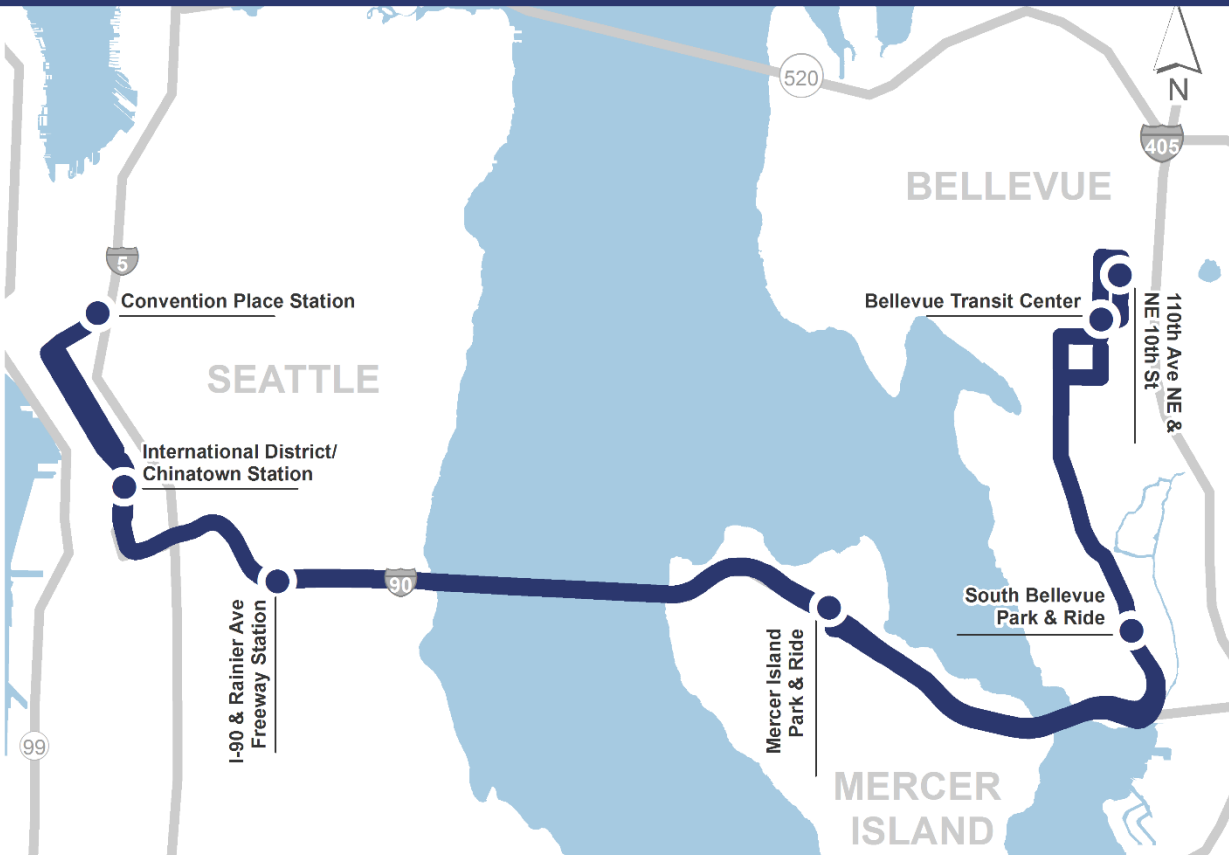 520
N
405
BELLEVUE
5
Convention Place Station
Bellevue Transit Center
110th Ave NE &
NE 10th St
SEATTLE
International District/
Chinatown Station
90
I-90 & Rainier Ave
Freeway Station
South Bellevue
Park & Ride
Mercer Island
Park & Ride
99
MERCER
ISLAND